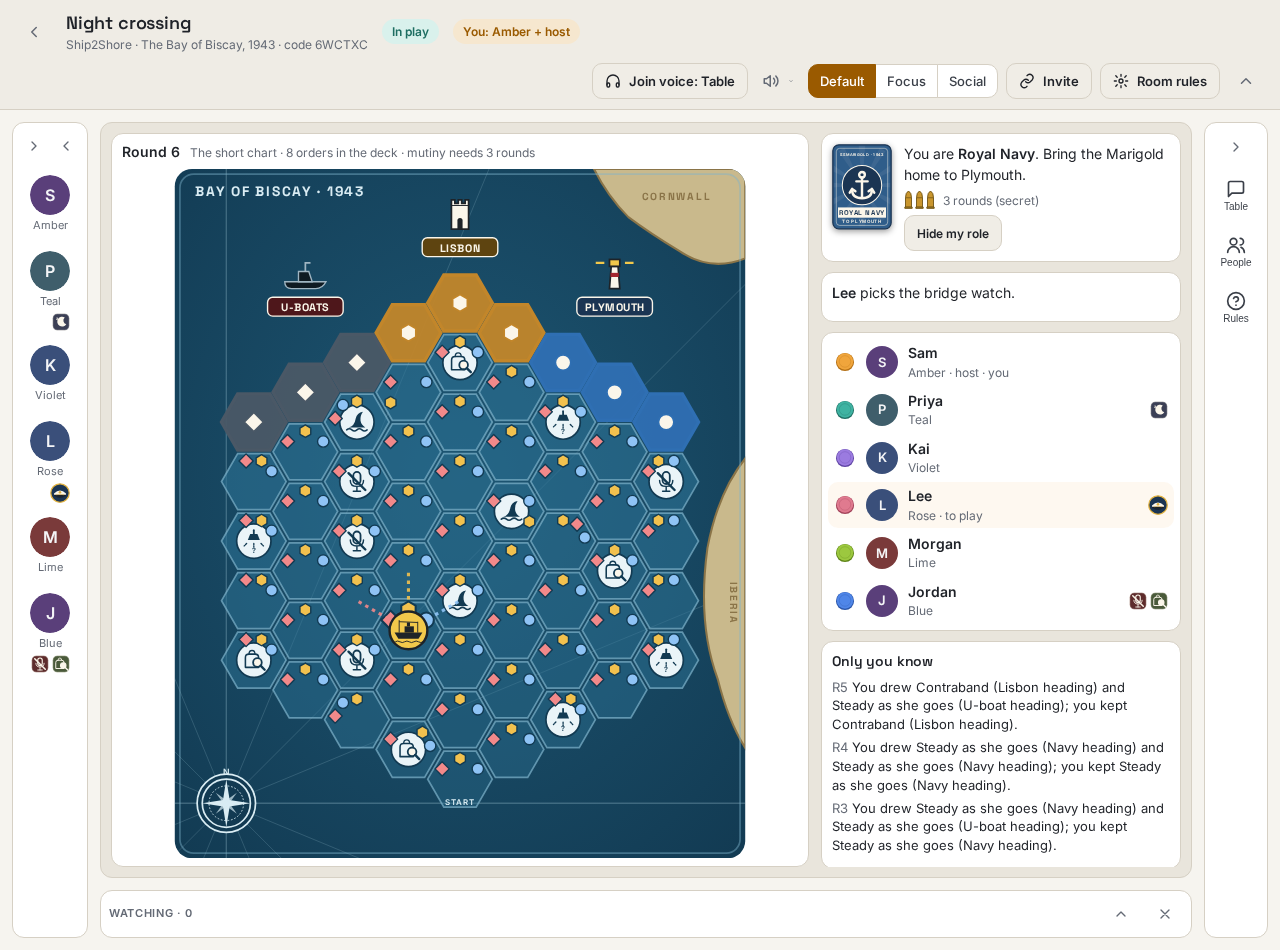 Night crossing
Ship2Shore · The Bay of Biscay, 1943 · code 6WCTXC
In play
You: Amber + host
Join voice: Table
Default
Focus
Social
Invite
Room rules
S
Amber
P
Teal
K
Violet
L
Rose
M
Lime
J
Blue
Round 6
The short chart · 8 orders in the deck · mutiny needs 3 rounds
BAY OF BISCAY · 1943
CORNWALL
LISBON
U-BOATS
PLYMOUTH
IBERIA
N
START
ROYAL NAVY
TO PLYMOUTH
You are Royal Navy. Bring the Marigold
home to Plymouth.
3 rounds (secret)
Hide my role
Lee picks the bridge watch.
S
Sam
Amber · host · you
P
Priya
Teal
K
Kai
Violet
L
Lee
Rose · to play
M
Morgan
Lime
J
Jordan
Blue
Only you know
R5 You drew Contraband (Lisbon heading) and
Steady as she goes (U-boat heading); you kept
Contraband (Lisbon heading).
R4 You drew Steady as she goes (Navy heading) and
Steady as she goes (Navy heading); you kept Steady
as she goes (Navy heading).
R3 You drew Steady as she goes (Navy heading) and
Steady as she goes (U-boat heading); you kept
Steady as she goes (Navy heading).
Table
People
Rules
WATCHING · 0